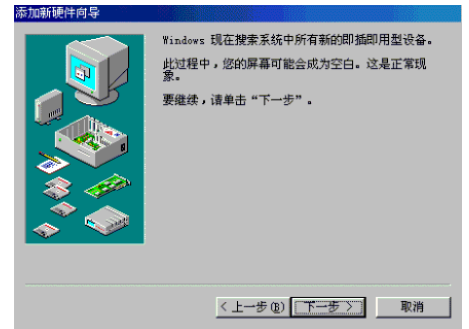 添加新硬件向导
Windows 现在搜索系统中所有新的即插即用型设备。
此过程中，您的屏幕可能会成为空白。这是正常现
象。
要继续，请单击“下一步”。
< 上一步(B)
下一步 >
取消